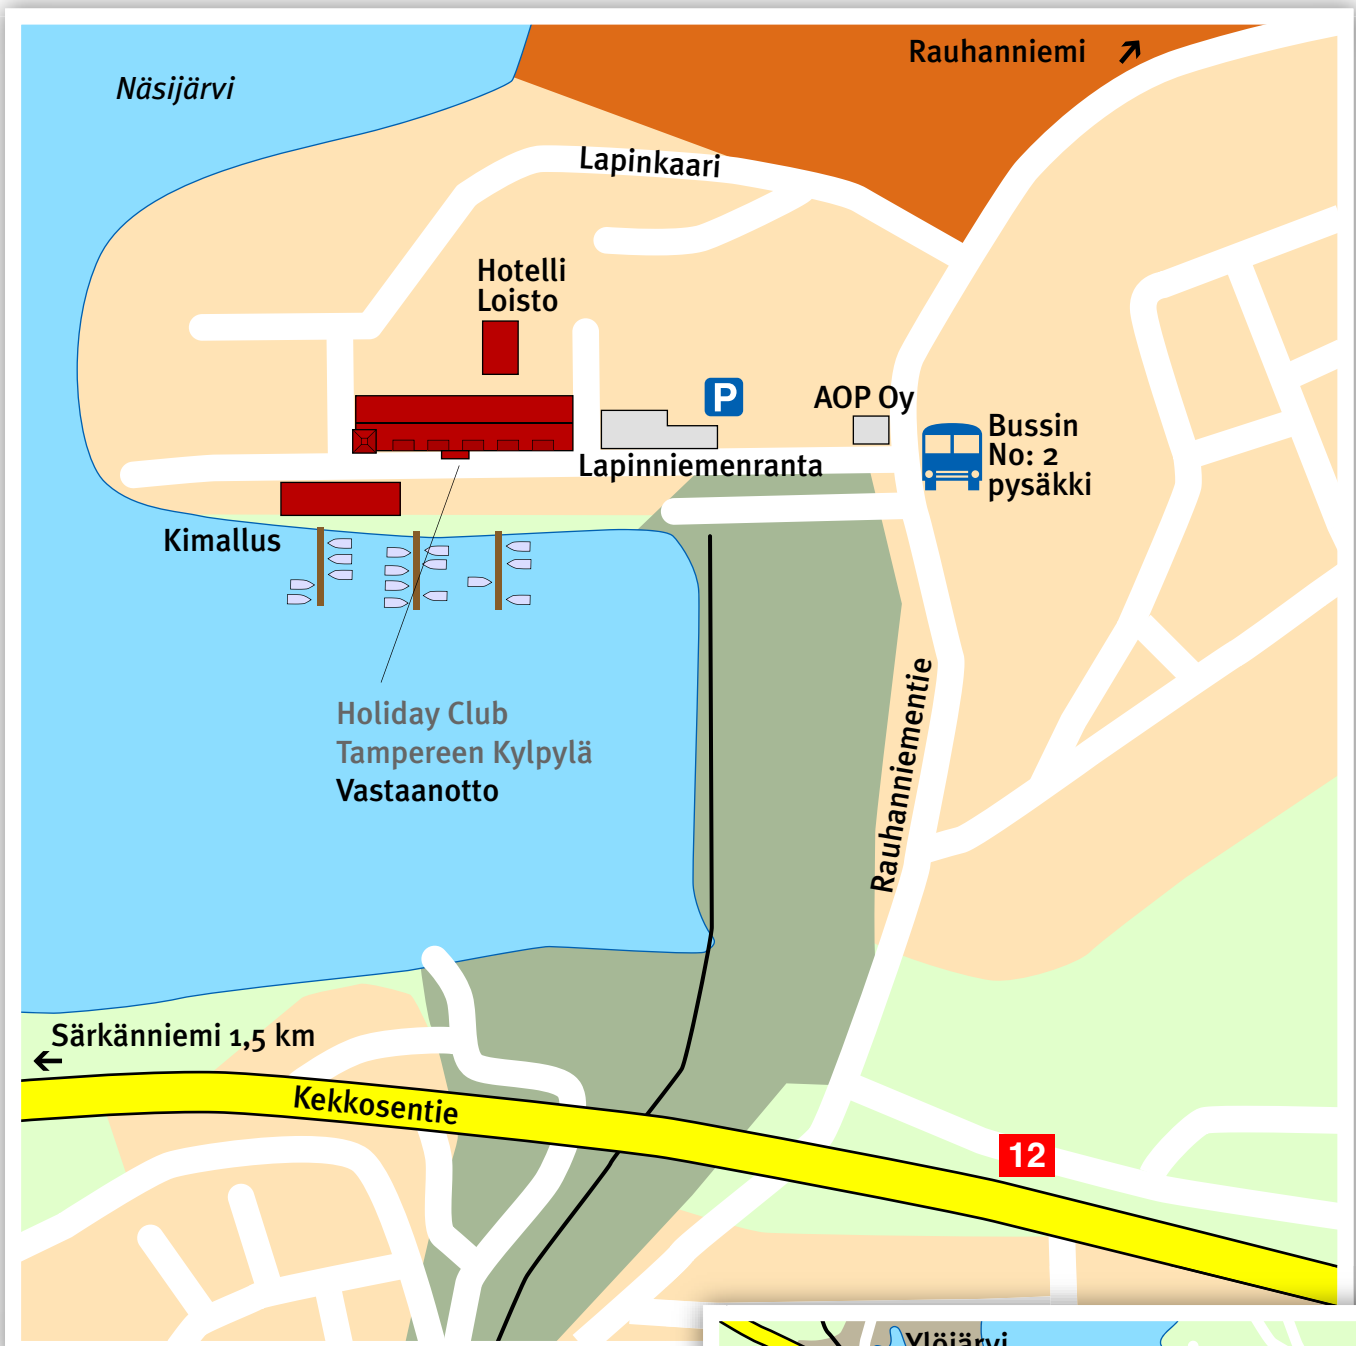 Rauhanniemi
Näsijärvi
Lapinkaari
Hotelli
Loisto
P
AOP Oy
Bussin
No: 2
pysäkki
Lapinniemenranta
Kimallus
Holiday Club
Tampereen Kylpylä
Vastaanotto
Rauhanniementie
Särkänniemi 1,5 km
Kekkosentie
12
Ylöjärvi